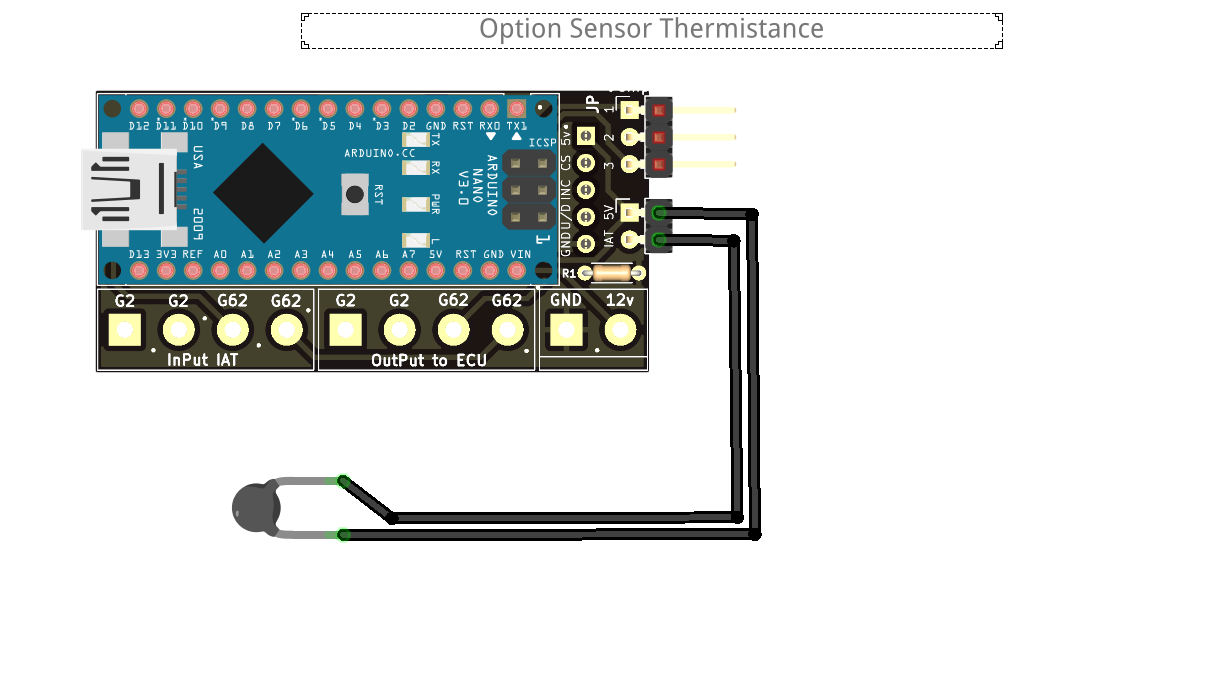 Option Sensor Thermistance
D12 D11 D10 D9 D8 D7 D6 D5 D4 D3 D2 GND RST RX0 TX1
JP
1
2
3
5v
CS
INC
U/D
GND
5V
IAT
R1
USA
5009
ARDUINO.CC
RST
TX
RX
PWR
L
ICSP
ARDUINO
NANO
V3.0
1
D13 3V3 REF A0 A1 A2 A3 A4 A5 A6 A7 5V RST GND VIN
G2 G2 G62 G62 G2 G2 G62 G62 GND 12v
InPut IAT OutPut to ECU